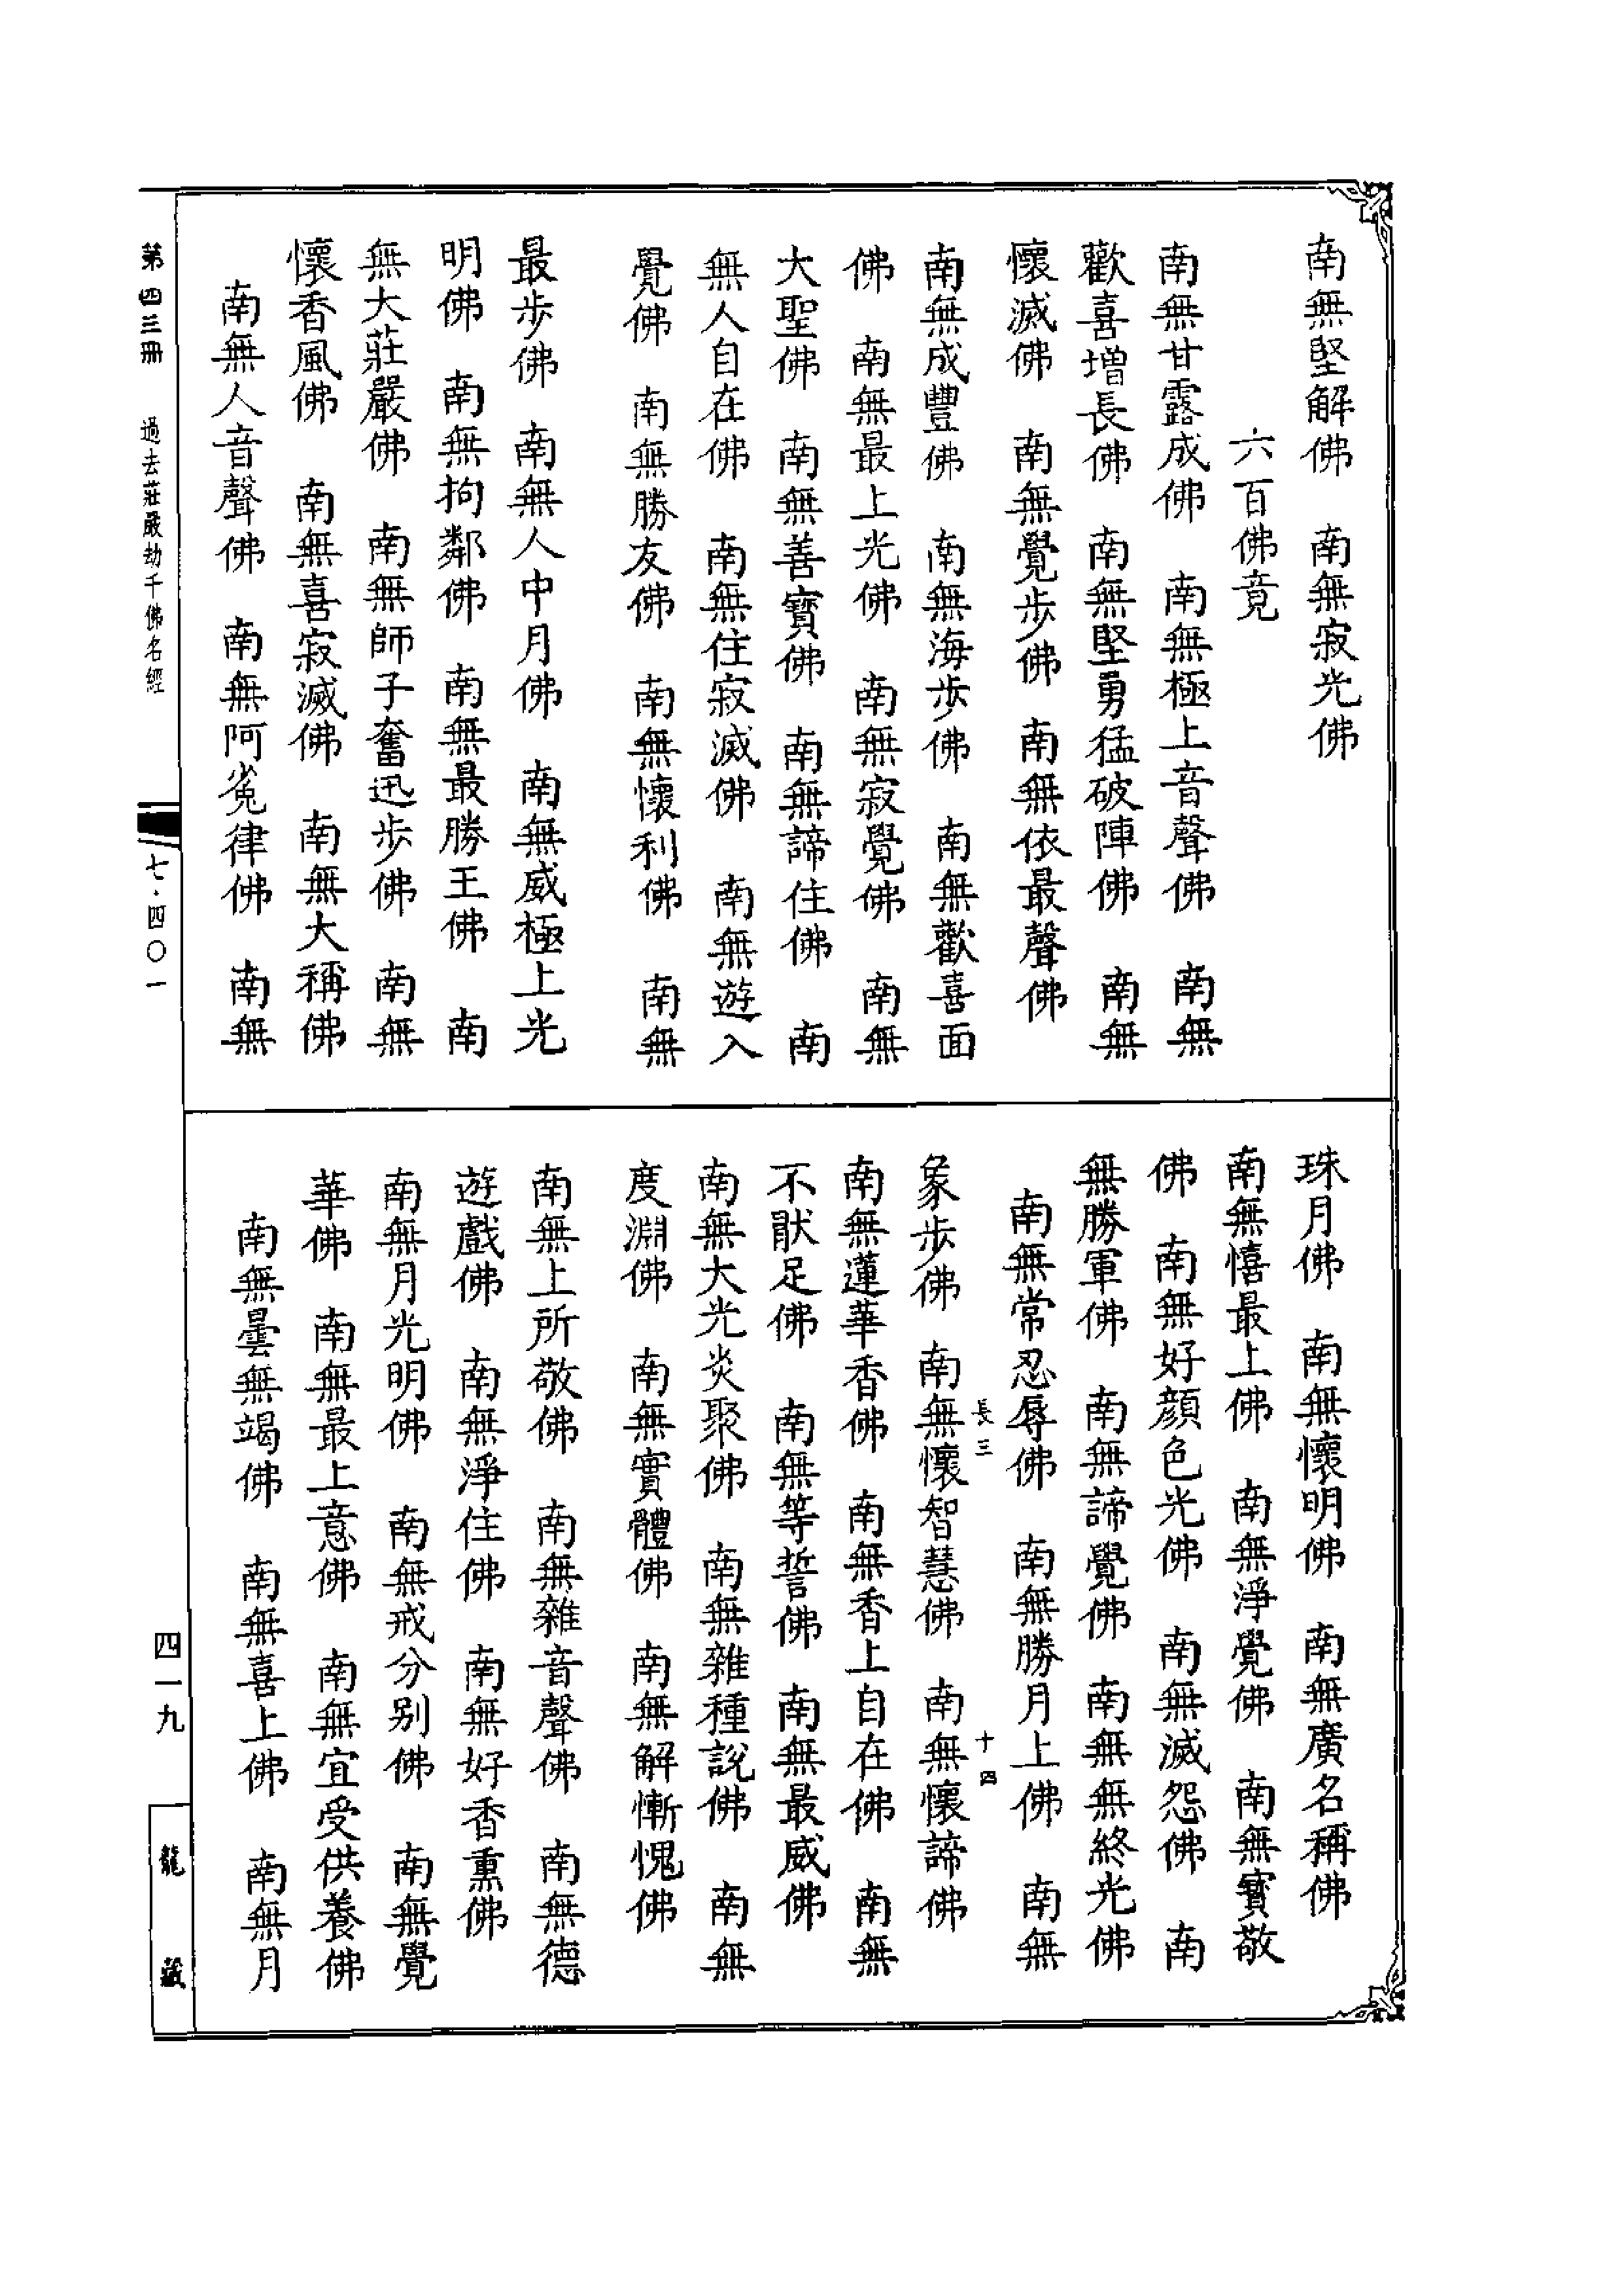 南無堅解佛　南無寂光佛
六百佛竟
南無甘露成佛　南無極上音聲佛　南無
歡喜增長佛　南無堅勇猛破陣佛　南無
懷滅佛　南無覺步佛　南無依最聲佛
南無成豐佛　南無海步佛　南無歡喜面
佛　南無最上光佛　南無寂覺佛　南無
大聖佛　南無善寶佛　南無諦住佛　南
無人自在佛　南無住寂滅佛　南無遊入
覺佛　南無勝友佛　南無懷利佛　南無
最步佛　南無人中月佛　南無威極上光
明佛　南無拘鄰佛　南無最勝王佛　南
無大莊嚴佛　南無師子奮迅步佛　南無
懷香風佛　南無喜寂滅佛　南無大稱佛
南無人音聲佛　南無阿㝹律佛　南無
珠月佛　南無懷明佛　南無廣名稱佛
南無憘最上佛　南無淨覺佛　南無寶敬
佛　南無好顏色光佛　南無滅怨佛　南
無勝軍佛　南無諦覺佛　南無無終光佛
南無常忍辱佛　南無勝月上佛　南無
長三　十四
象步佛　南無懷智慧佛　南無懷諦佛
南無蓮華香佛　南無香上自在佛　南無
不猒足佛　南無等誓佛　南無最威佛
南無大光炎聚佛　南無雜種說佛　南無
度淵佛　南無實體佛　南無解慚愧佛
南無上所敬佛　南無雜音聲佛　南無德
遊戲佛　南無淨住佛　南無好香熏佛
南無月光明佛　南無戒分別佛　南無覺
華佛　南無最上意佛　南無宜受供養佛
南無曇無竭佛　南無喜上佛　南無月
第四三冊　過去莊嚴劫千佛名經　七·四〇一
四一九　龍藏